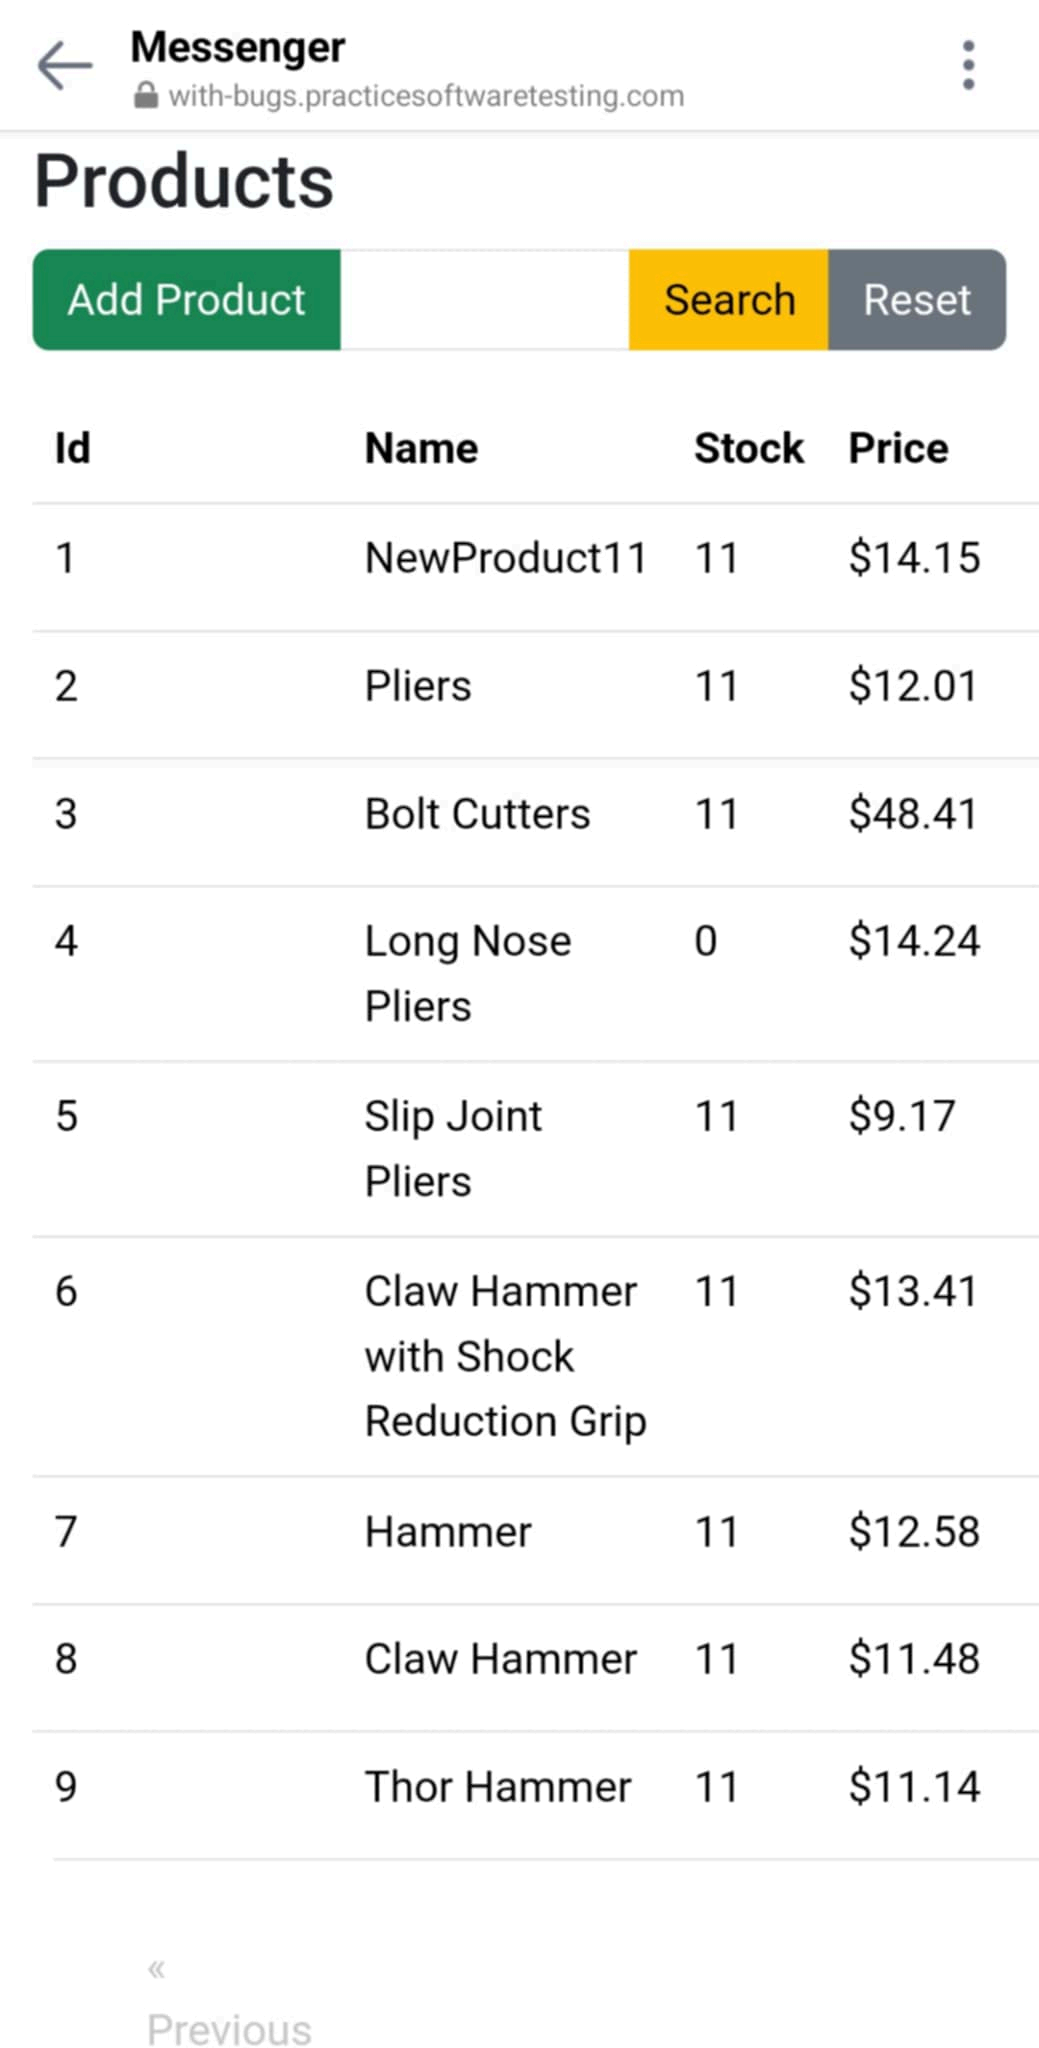 Messenger
with-bugs.practicesoftwaretesting.com
Products
Add Product Search Reset
Id Name Stock Price
1 NewProduct11 11 $14.15
2 Pliers 11 $12.01
3 Bolt Cutters 11 $48.41
4 Long Nose 0 $14.24
Pliers
5 Slip Joint 11 $9.17
Pliers
6 Claw Hammer 11 $13.41
with Shock
Reduction Grip
7 Hammer 11 $12.58
8 Claw Hammer 11 $11.48
9 Thor Hammer 11 $11.14
«
Previous